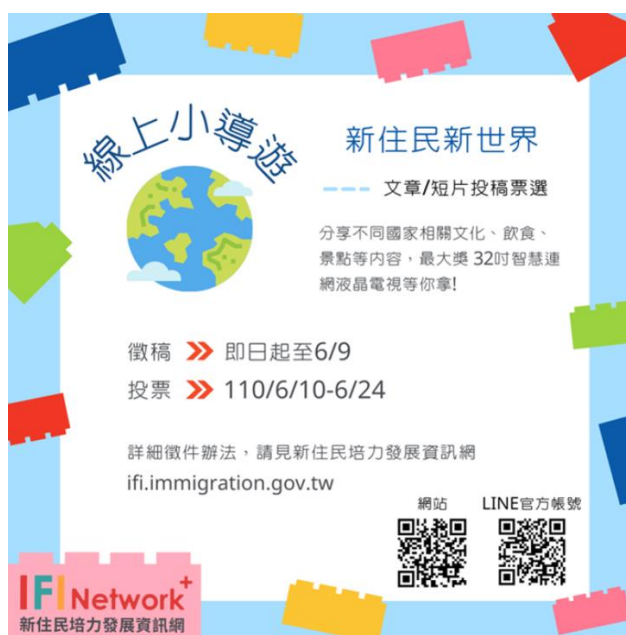 線上小導遊
新住民新世界
文章/短片投稿票選
分享不同國家相關文化、飲食、
景點等內容，最大獎 32吋智慧連
網液晶電視等你拿!
徵稿 即日起至6/9
投票 110/6/10-6/24
詳細徵件辦法，請見新住民培力發展資訊網
ifi.immigration.gov.tw
網站 LINE官方帳號
IFI Network+
新住民培力發展資訊網